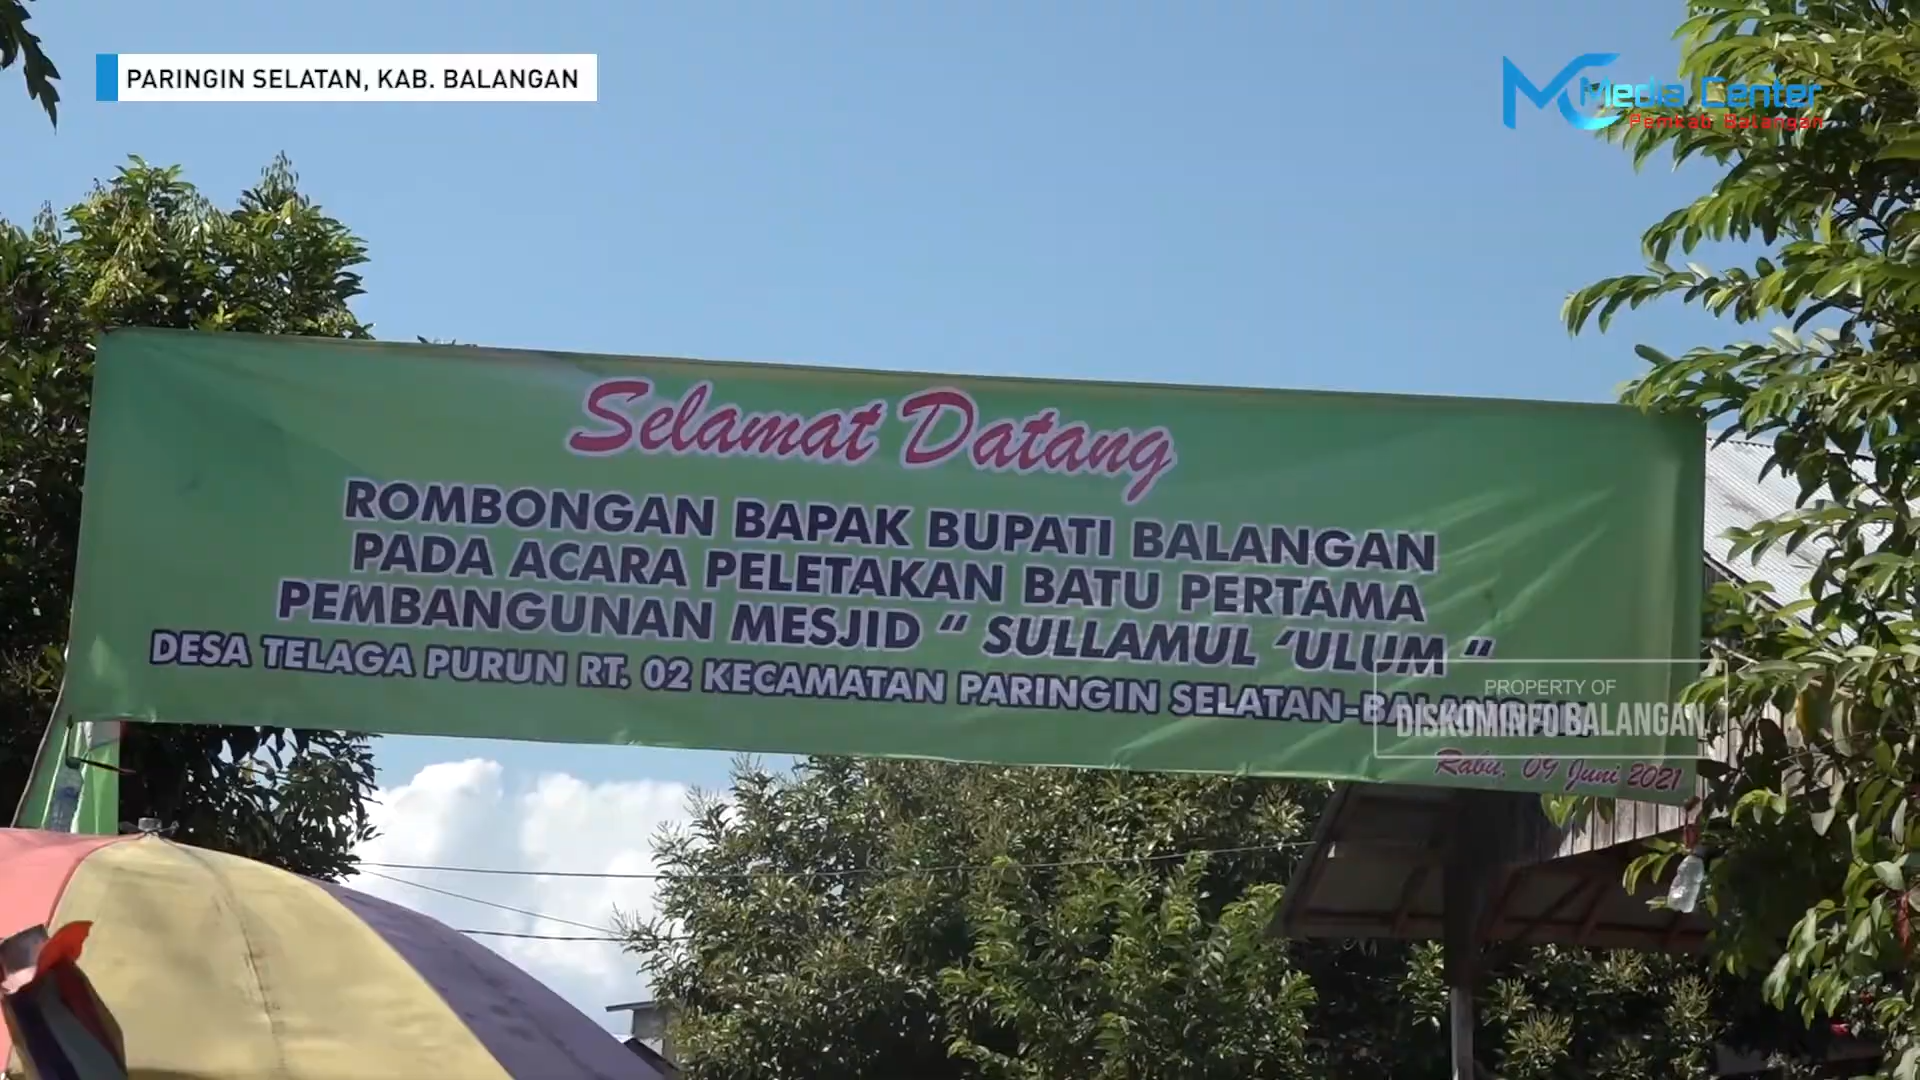 PARINGIN SELATAN, KAB. BALANGAN
MC Media Center
Pemkab Balangan
Selamat Datang
ROMBONGAN BAPAK BUPATI BALANGAN
PADA ACARA PELETAKAN BATU PERTAMA
PEMBANGUNAN MESJID “ SULLAMUL ‘ULUM “
DESA TELAGA PURUN RT. 02 KECAMATAN PARINGIN SELATAN-BALANGAN
PROPERTY OF
DISKOMINFO BALANGAN
Rabu, 09 Juni 2021